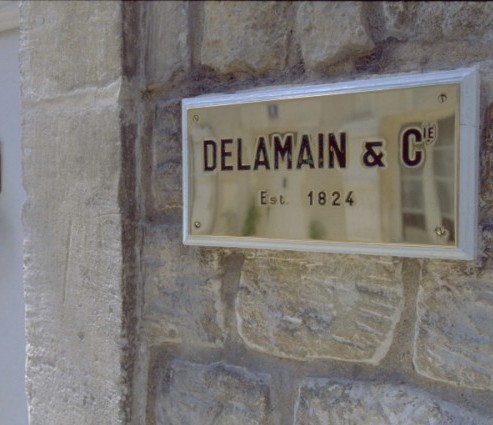 DELAMAIN & Cⁱᴱ
Est. 1824